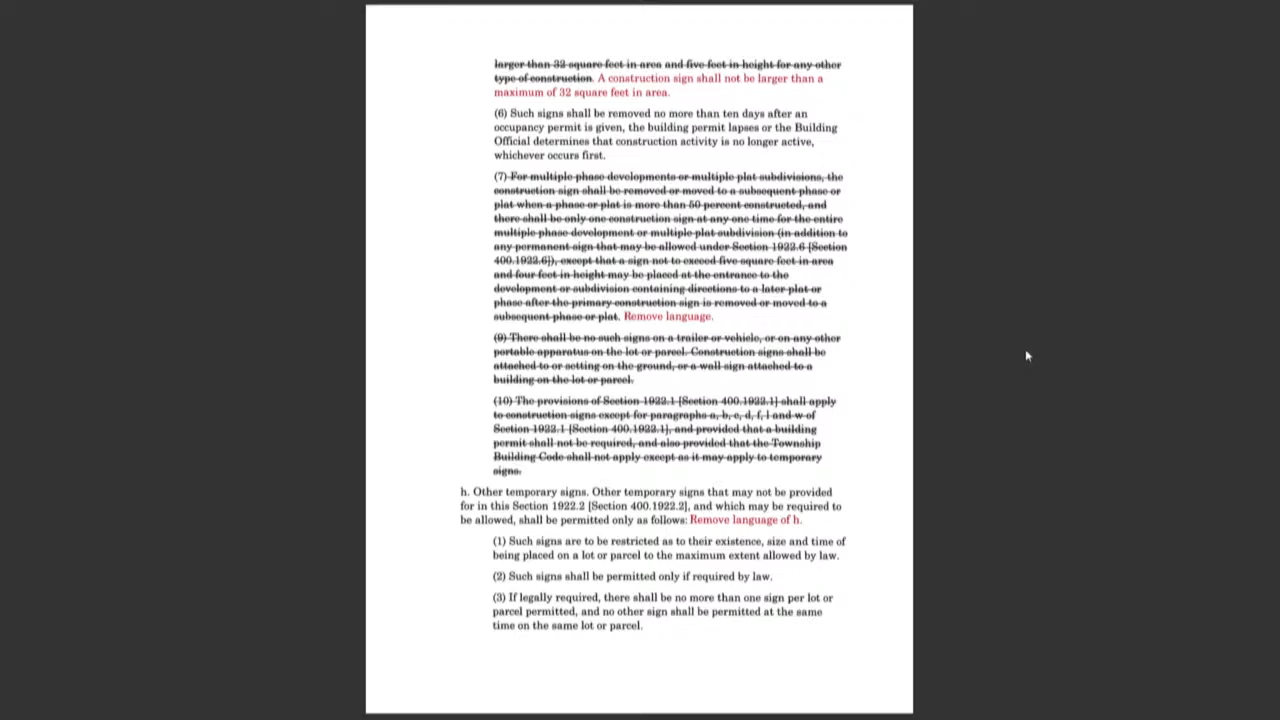 larger than 32 square feet in area and five feet in height for any other
type of construction. A construction sign shall not be larger than a
maximum of 32 square feet in area.
(6) Such signs shall be removed no more than ten days after an
occupancy permit is given, the building permit lapses or the Building
Official determines that construction activity is no longer active,
whichever occurs first.
(7) For multiple phase developments or multiple plat subdivisions, the
construction sign shall be removed or moved to a subsequent phase or
plat when a phase or plat is more than 50 percent constructed, and
there shall be only one construction sign at any one time for the entire
multiple phase development or multiple plat subdivision (in addition to
any permanent sign that may be allowed under Section 1922.6 [Section
400.1922.6]), except that a sign not to exceed five square feet in area
and four feet in height may be placed at the entrance to the
development or subdivision containing directions to a later plat or
phase after the primary construction sign is removed or moved to a
subsequent phase or plat. Remove language.
(9) There shall be no such signs on a trailer or vehicle, or on any other
portable apparatus on the lot or parcel. Construction signs shall be
attached to or setting on the ground, or a wall sign attached to a
building on the lot or parcel.
(10) The provisions of Section 1922.1 [Section 400.1922.1] shall apply
to construction signs except for paragraphs a, b, c, d, f, l and w of
Section 1922.1 [Section 400.1922.1], and provided that a building
permit shall not be required, and also provided that the Township
Building Code shall not apply except as it may apply to temporary
signs.
h. Other temporary signs. Other temporary signs that may not be provided
for in this Section 1922.2 [Section 400.1922.2], and which may be required to
be allowed, shall be permitted only as follows: Remove language of h.
(1) Such signs are to be restricted as to their existence, size and time of
being placed on a lot or parcel to the maximum extent allowed by law.
(2) Such signs shall be permitted only if required by law.
(3) If legally required, there shall be no more than one sign per lot or
parcel permitted, and no other sign shall be permitted at the same
time on the same lot or parcel.